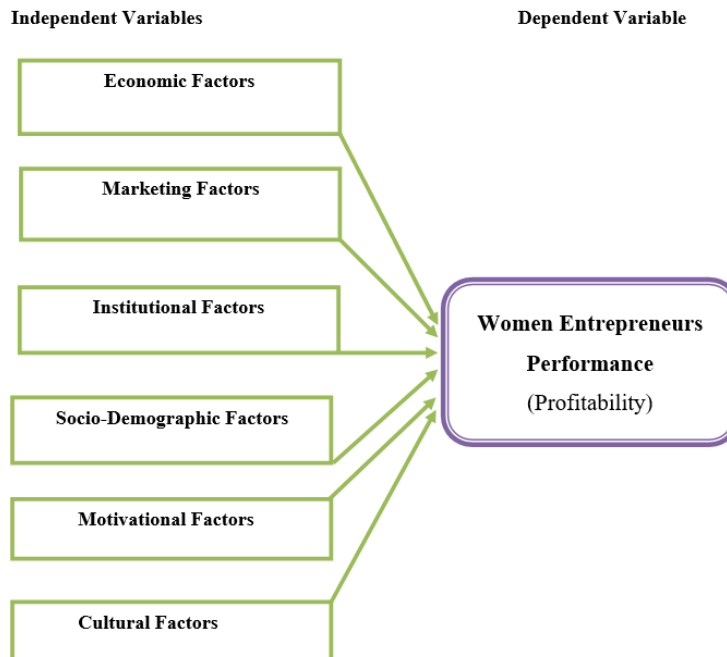 Independent Variables
Dependent Variable
Economic Factors
Marketing Factors
Institutional Factors
Socio-Demographic Factors
Motivational Factors
Cultural Factors
Women Entrepreneurs
Performance
(Profitability)